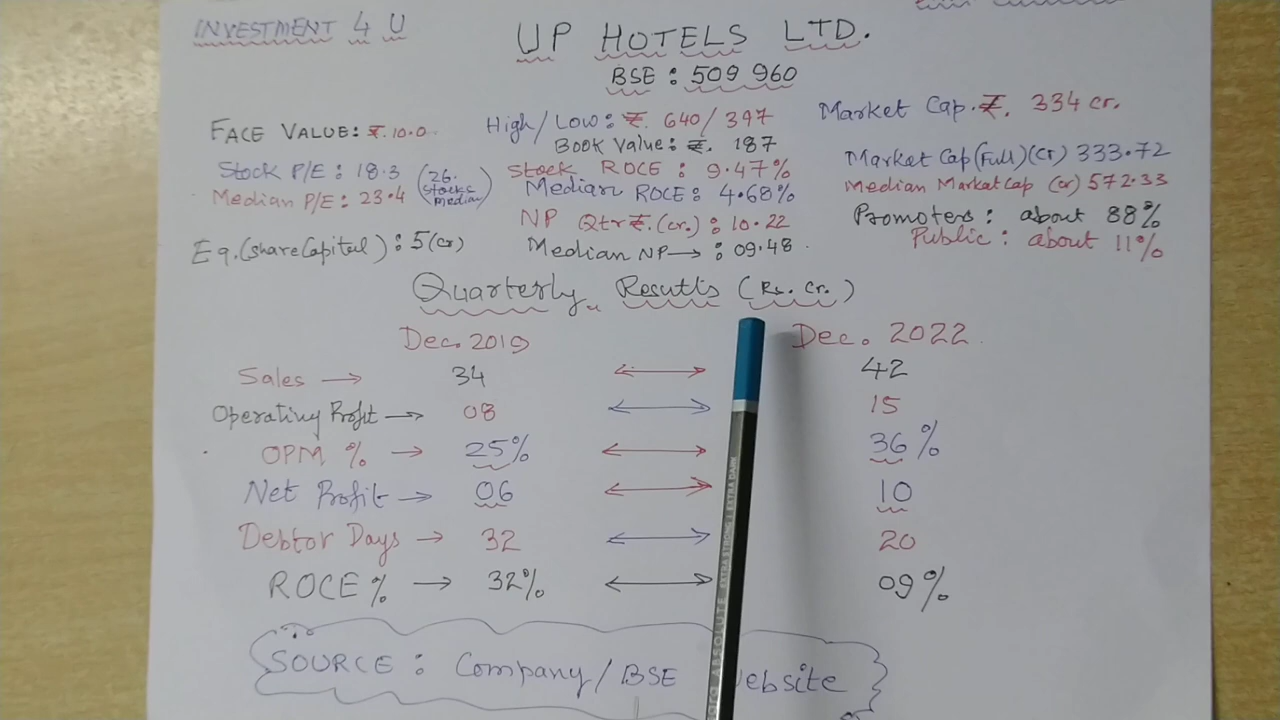 INVESTMENT 4 U
UP HOTELS LTD.
BSE : 509 960
FACE VALUE: ₹.10.0
High/Low: ₹. 640/397
Market Cap. ₹. 334 cr.
Book Value: ₹. 187
Stock P/E : 18.3
(26. stocks median)
Stock ROCE : 9.47%
Market Cap(Full)(Cr) 333.72
Median P/E: 23.4
Median ROCE: 4.68%
Median Market Cap (cr) 572.33
NP Qtr ₹.(cr.) : 10.22
Promoters: about 88%
Eq.(share Capital) : 5(cr)
Median NP→ : 09.48
Public : about 11%
Quarterly Results (Rs. Cr.)
Dec. 2019 Dec. 2022
Sales → 34 ↔ 42
Operating Profit → 08 ↔ 15
OPM % → 25% ↔ 36%
Net Profit → 06 ↔ 10
Debtor Days → 32 ↔ 20
ROCE % → 32% ↔ 09%
SOURCE : Company/BSE ebsite